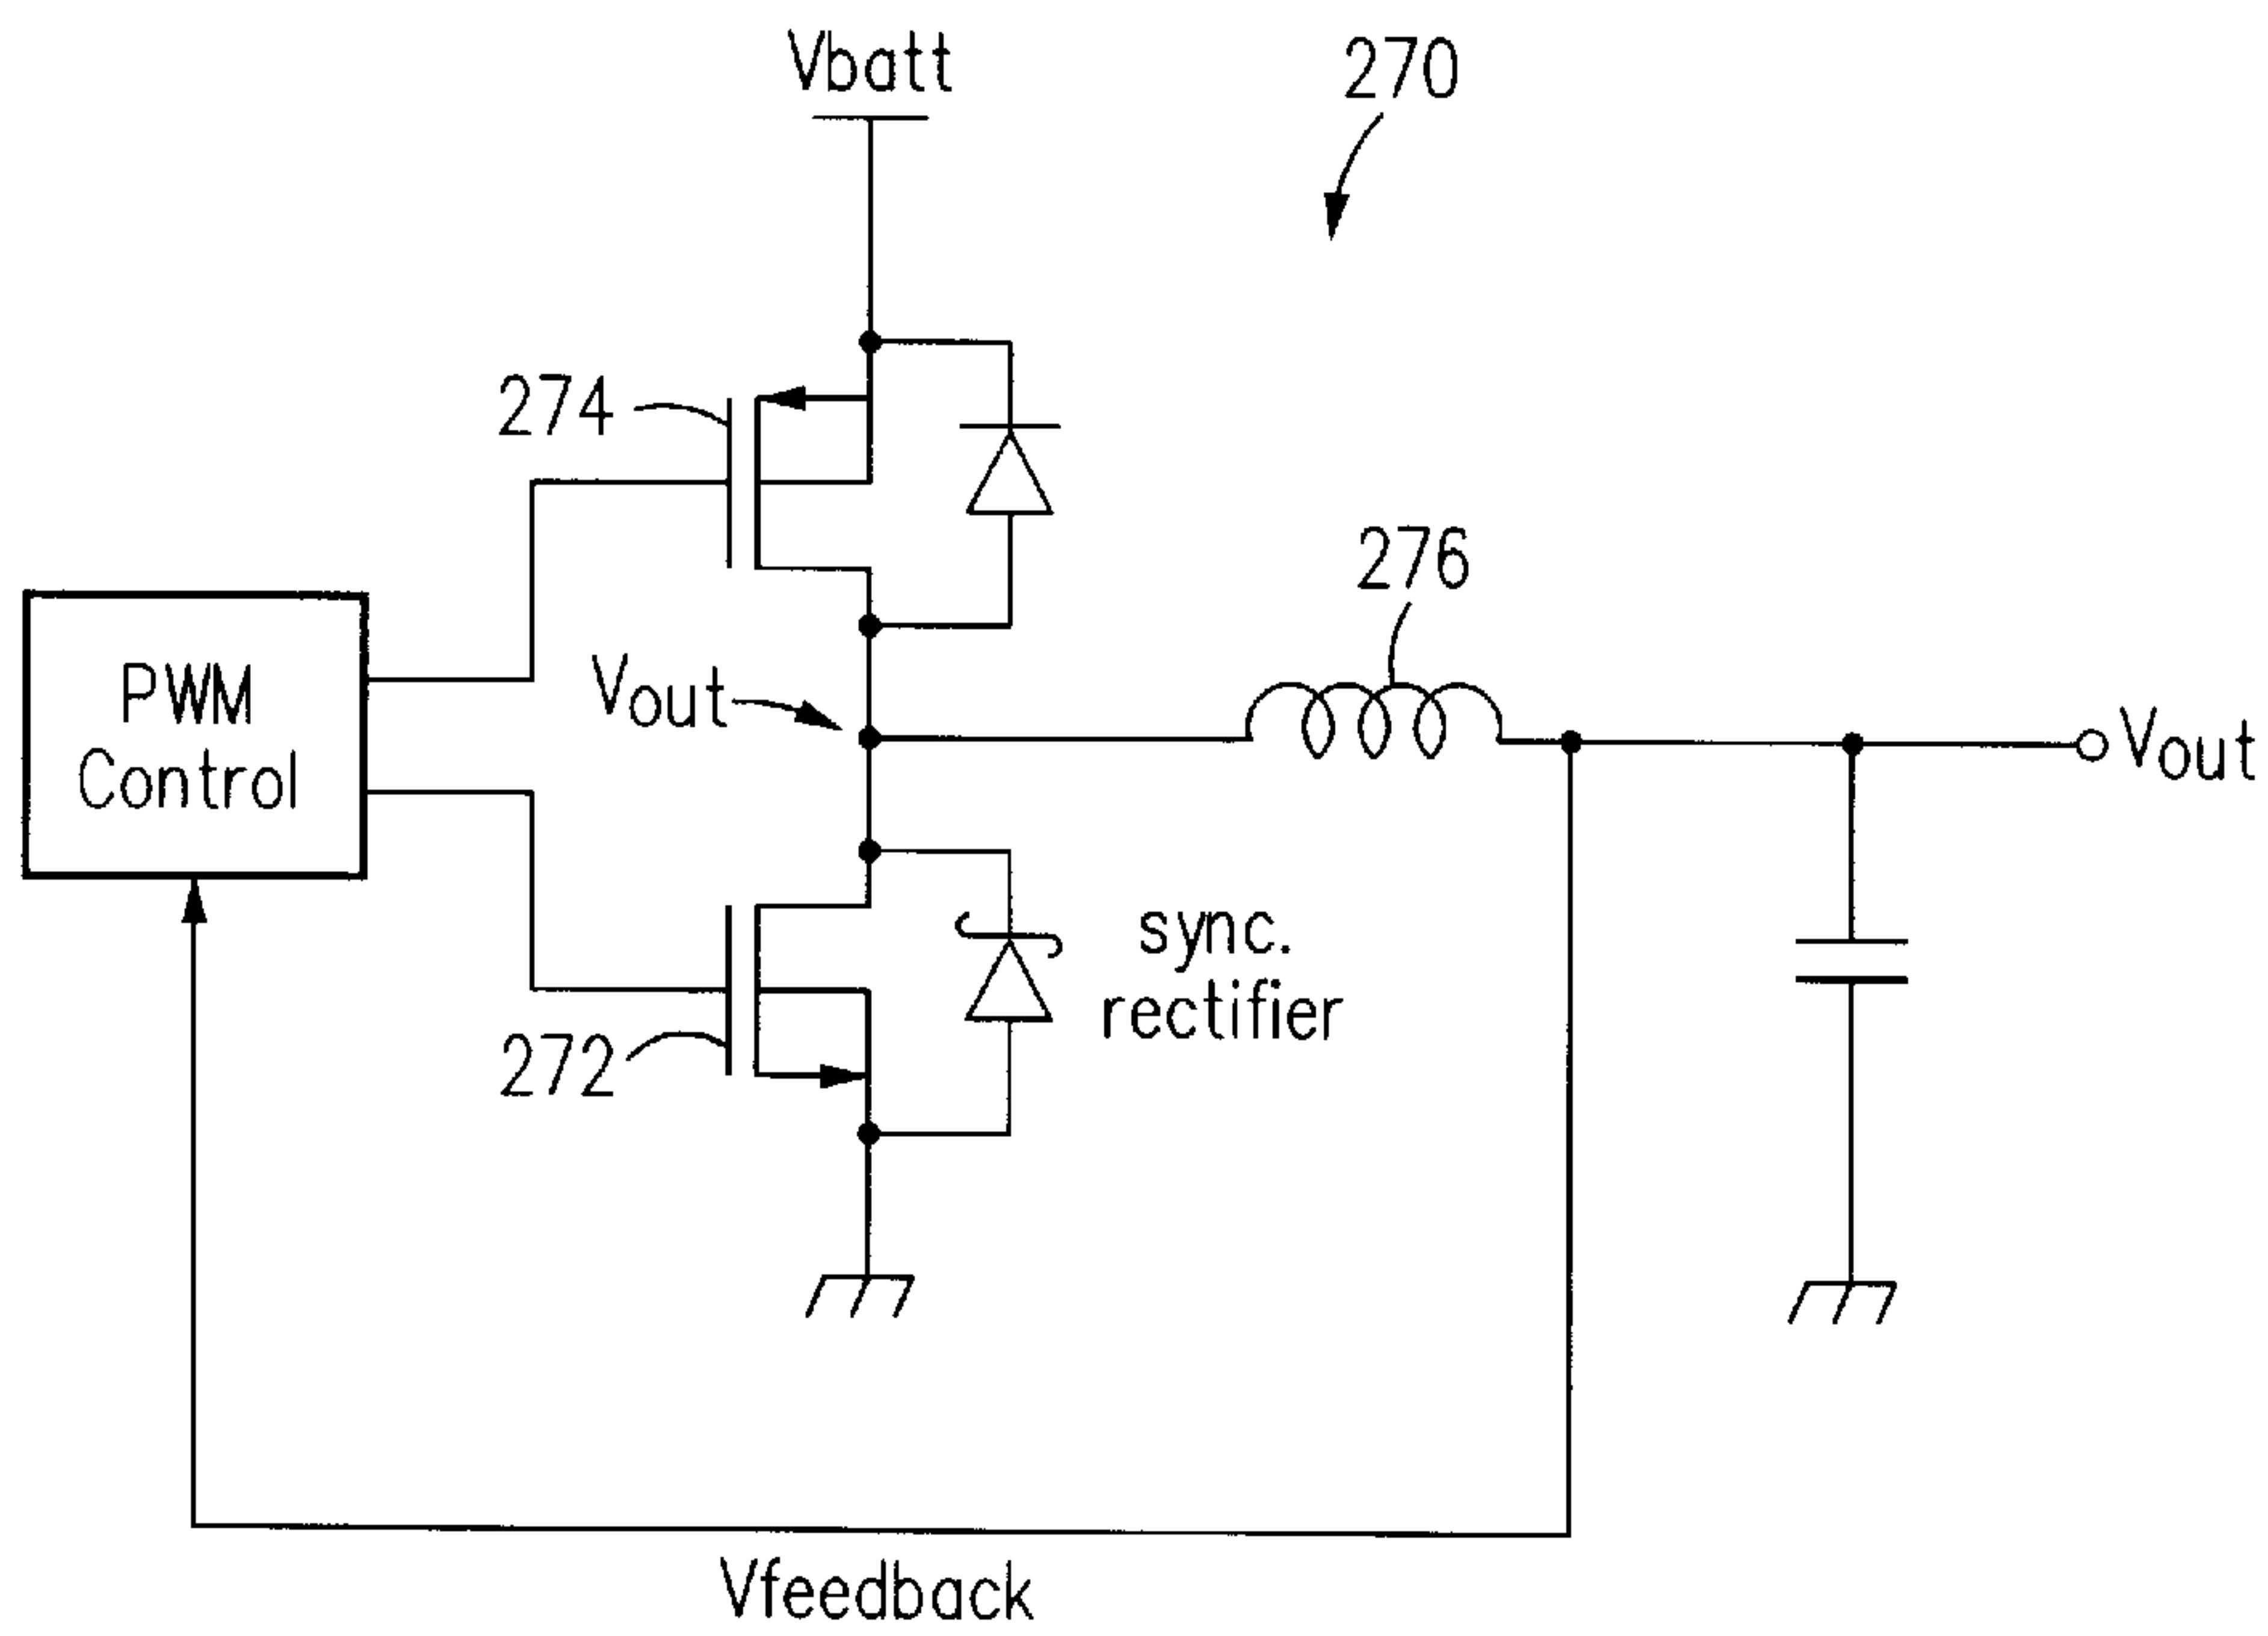 Vbatt
270
274
276
PWM
Control
Vout
Vout
sync.
rectifier
272
Vfeedback